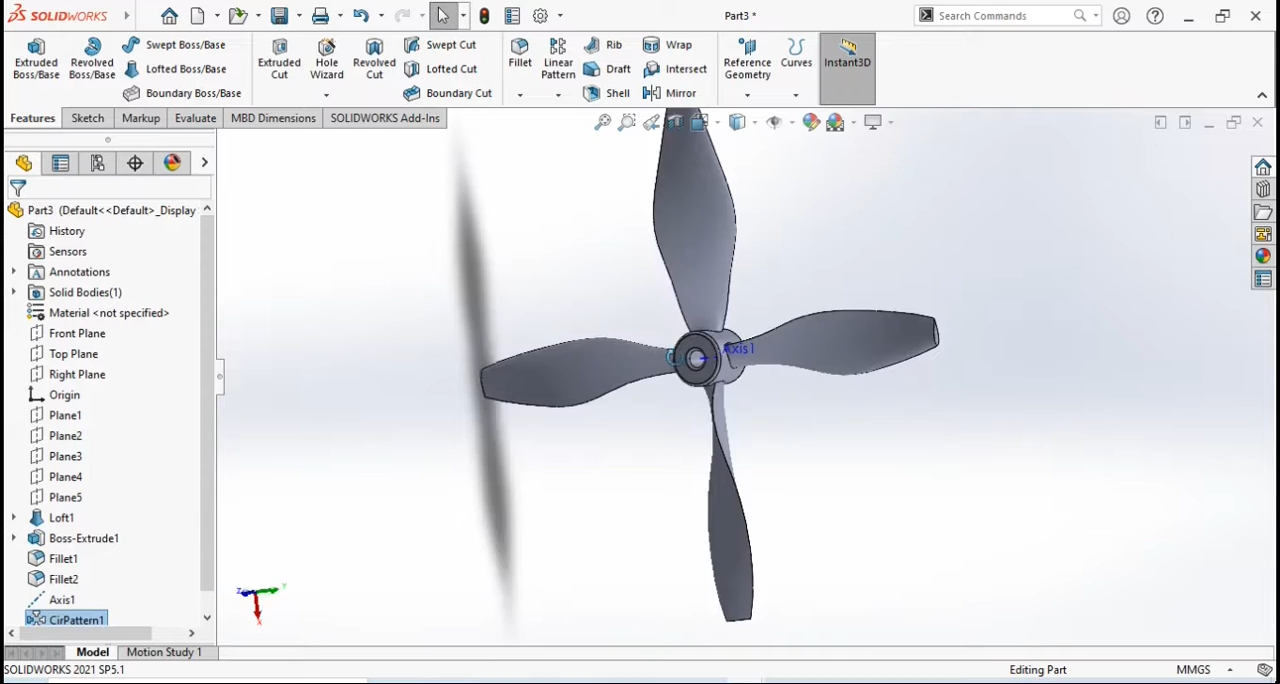 SOLIDWORKS
Part3 *
Search Commands
Extruded Boss/Base
Revolved Boss/Base
Swept Boss/Base
Lofted Boss/Base
Boundary Boss/Base
Extruded Cut
Hole Wizard
Revolved Cut
Swept Cut
Lofted Cut
Boundary Cut
Fillet
Linear Pattern
Rib
Draft
Shell
Wrap
Intersect
Mirror
Reference Geometry
Curves
Instant3D
Features
Sketch
Markup
Evaluate
MBD Dimensions
SOLIDWORKS Add-Ins
Part3 (Default<<Default>_Display
History
Sensors
Annotations
Solid Bodies(1)
Material <not specified>
Front Plane
Top Plane
Right Plane
Origin
Plane1
Plane2
Plane3
Plane4
Plane5
Loft1
Boss-Extrude1
Fillet1
Fillet2
Axis1
CirPattern1
Axis1
Z
Y
X
Model
Motion Study 1
SOLIDWORKS 2021 SP5.1
Editing Part
MMGS